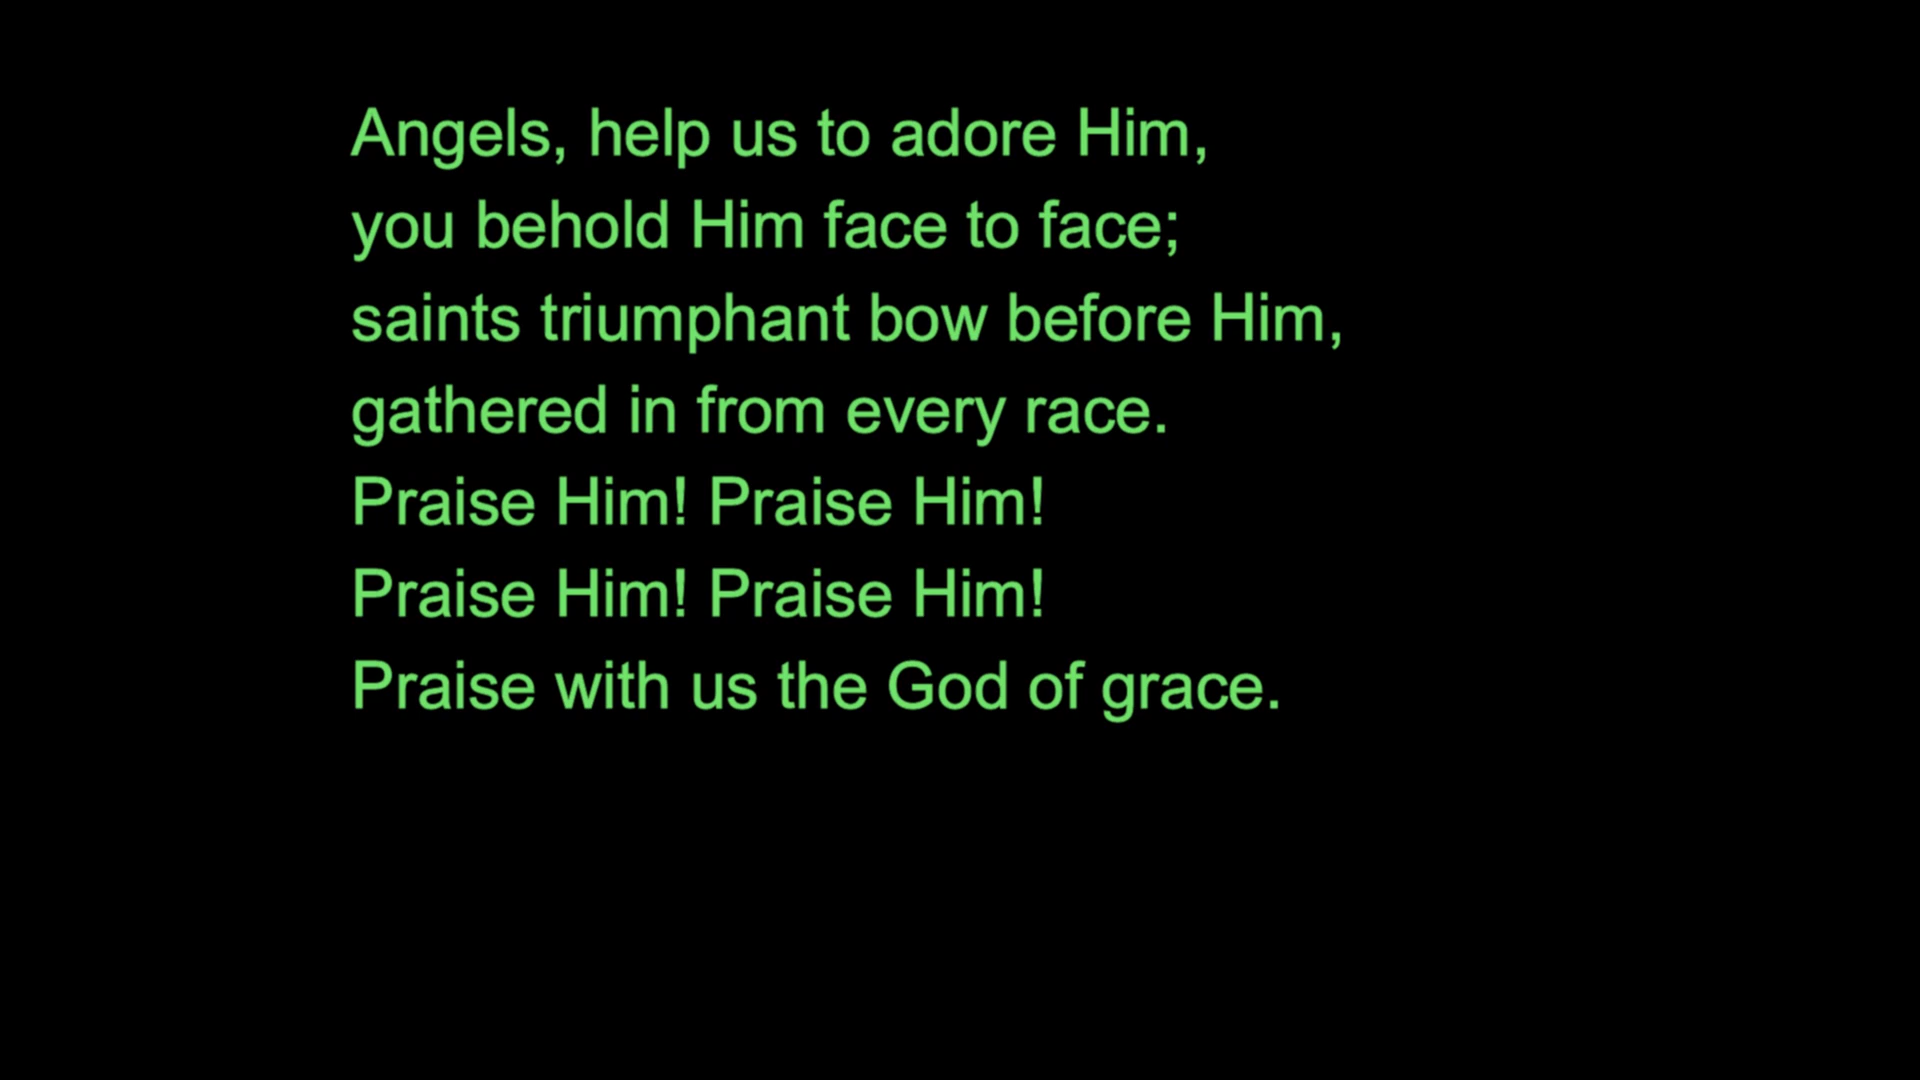 Angels, help us to adore Him,
you behold Him face to face;
saints triumphant bow before Him,
gathered in from every race.
Praise Him! Praise Him!
Praise Him! Praise Him!
Praise with us the God of grace.